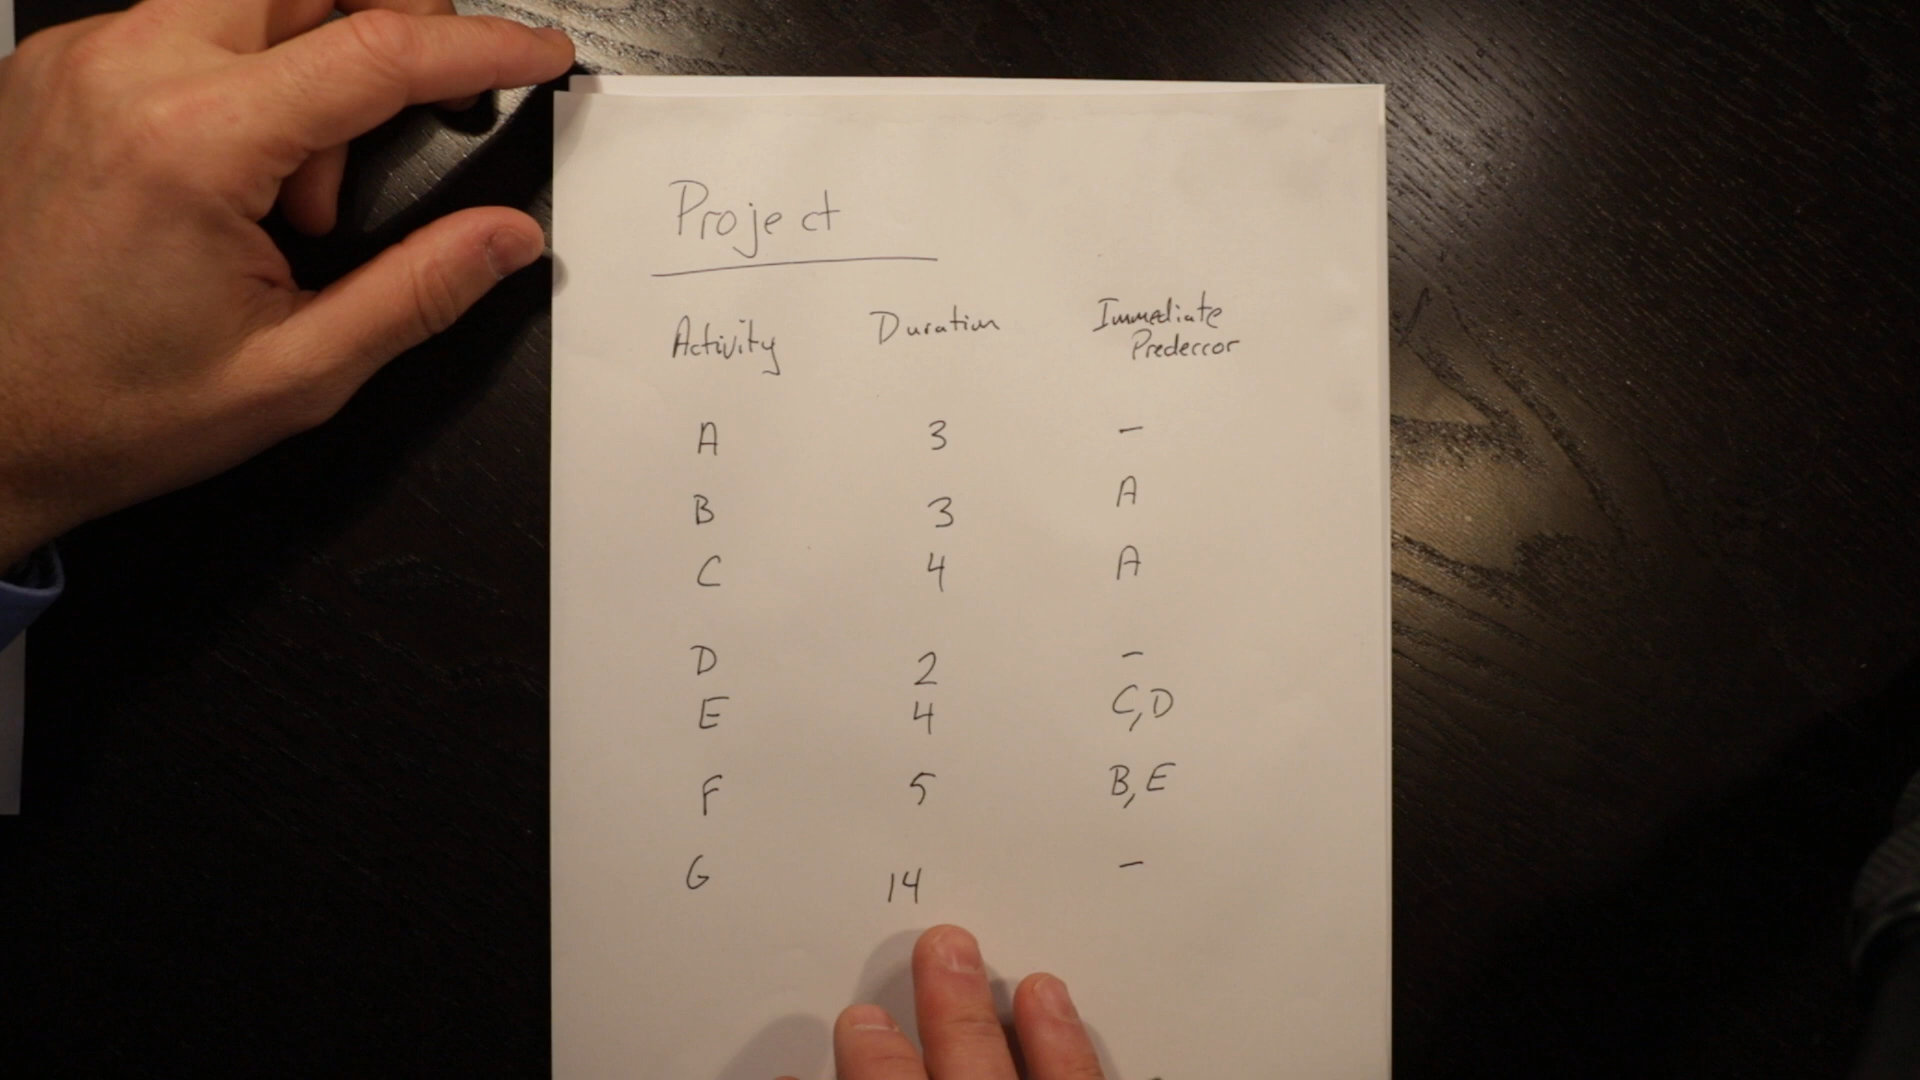 Project
Activity Duration Immediate
Predeccor
A 3 -
B 3 A
C 4 A
D 2 -
E 4 C,D
F 5 B,E
G 14 -